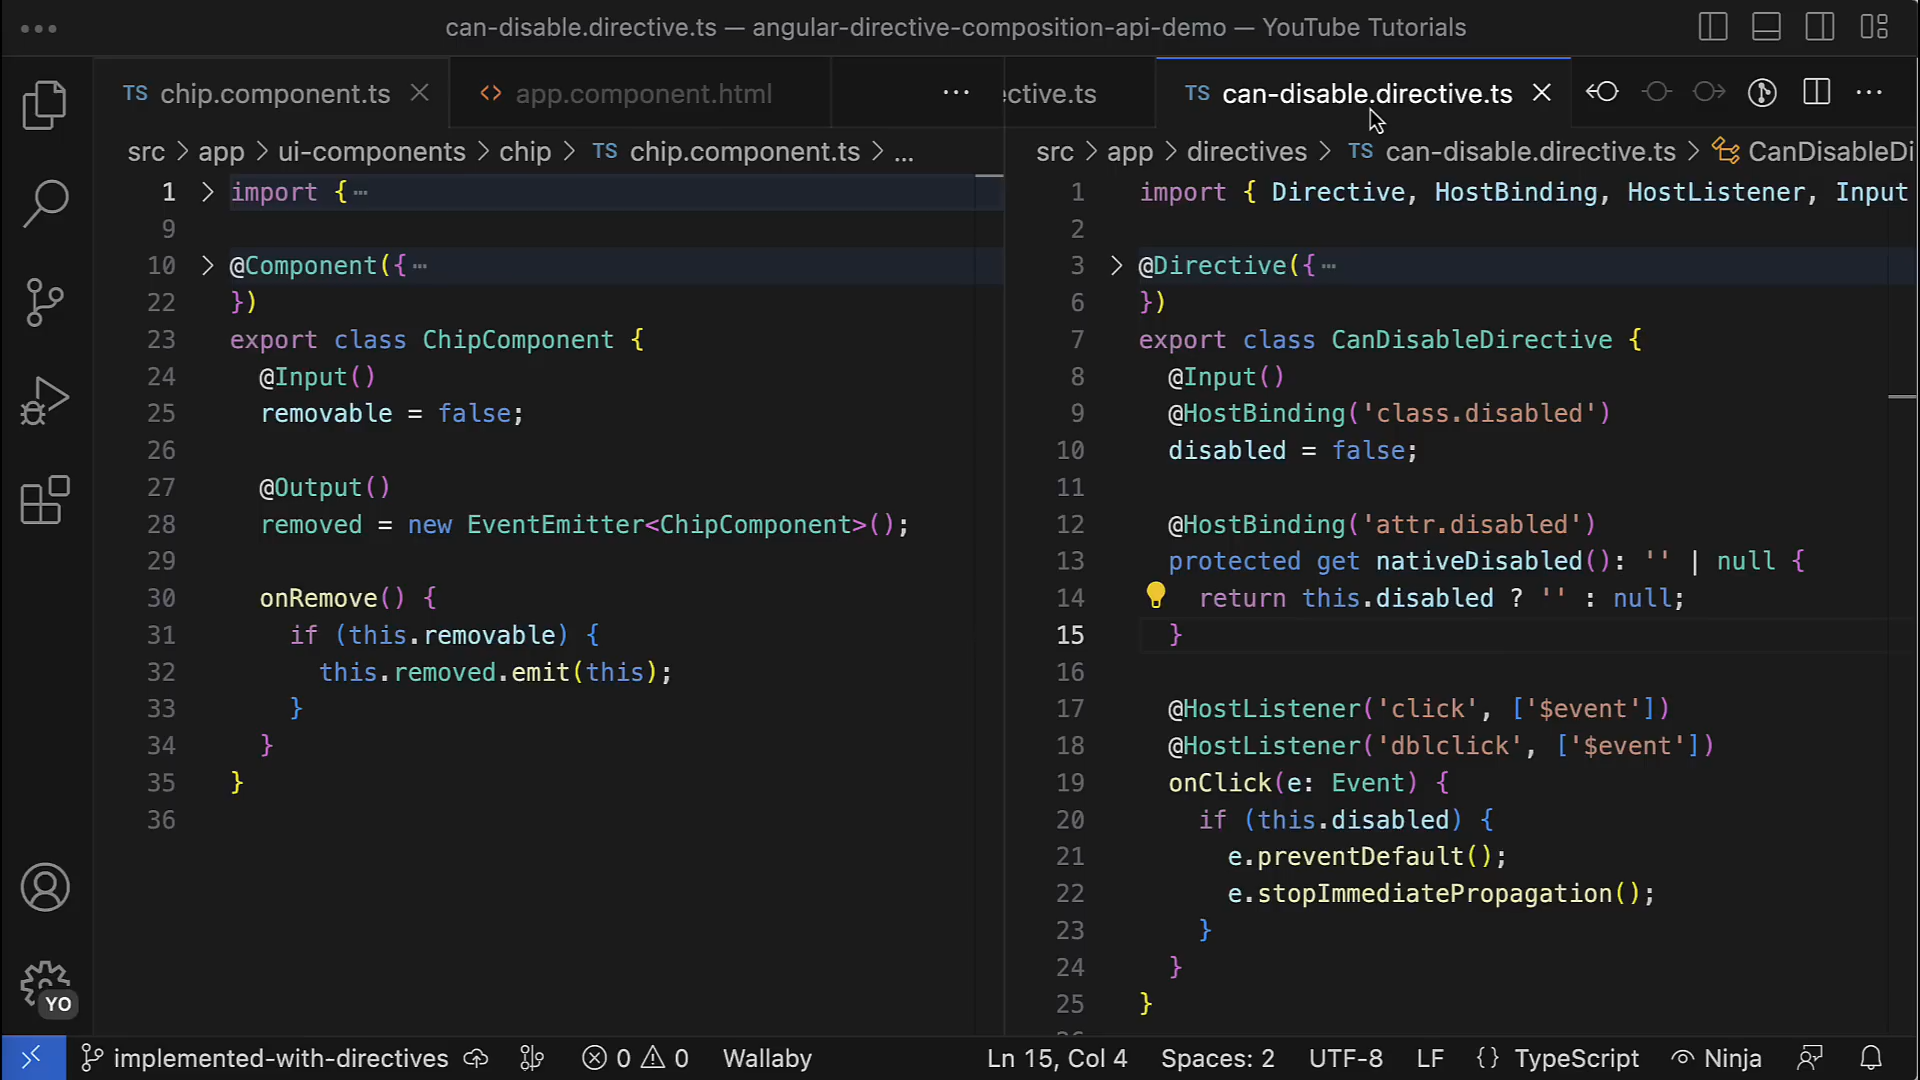 can-disable.directive.ts — angular-directive-composition-api-demo — YouTube Tutorials
TS chip.component.ts
<> app.component.html
...
ctive.ts
TS can-disable.directive.ts
src > app > ui-components > chip > TS chip.component.ts > ...
1 > import { ...
9
10 > @Component({ ...
22 })
23 export class ChipComponent {
24 @Input()
25 removable = false;
26
27 @Output()
28 removed = new EventEmitter<ChipComponent>();
29
30 onRemove() {
31 if (this.removable) {
32 this.removed.emit(this);
33 }
34 }
35 }
36
src > app > directives > TS can-disable.directive.ts > CanDisableDi
1 import { Directive, HostBinding, HostListener, Input
2
3 > @Directive({ ...
6 })
7 export class CanDisableDirective {
8 @Input()
9 @HostBinding('class.disabled')
10 disabled = false;
11
12 @HostBinding('attr.disabled')
13 protected get nativeDisabled(): '' | null {
14 return this.disabled ? '' : null;
15 }
16
17 @HostListener('click', ['$event'])
18 @HostListener('dblclick', ['$event'])
19 onClick(e: Event) {
20 if (this.disabled) {
21 e.preventDefault();
22 e.stopImmediatePropagation();
23 }
24 }
25 }
YO
implemented-with-directives 0 0 Wallaby Ln 15, Col 4 Spaces: 2 UTF-8 LF {} TypeScript Ninja